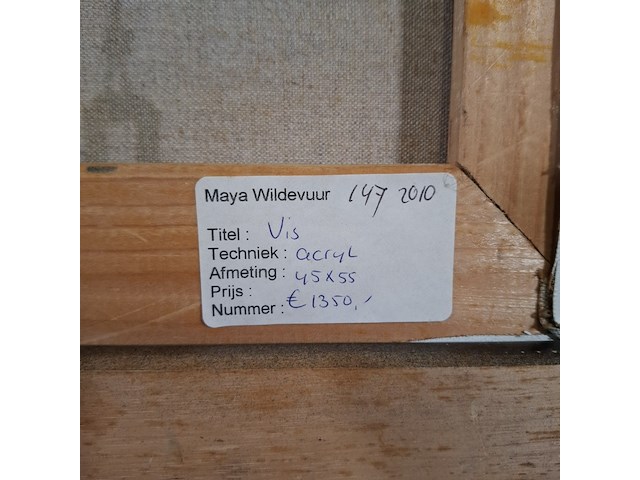 Maya Wildevuur 147 2010
Titel : Vis
Techniek : acryl
Afmeting : 45x55
Prijs :
Nummer : € 1350,-